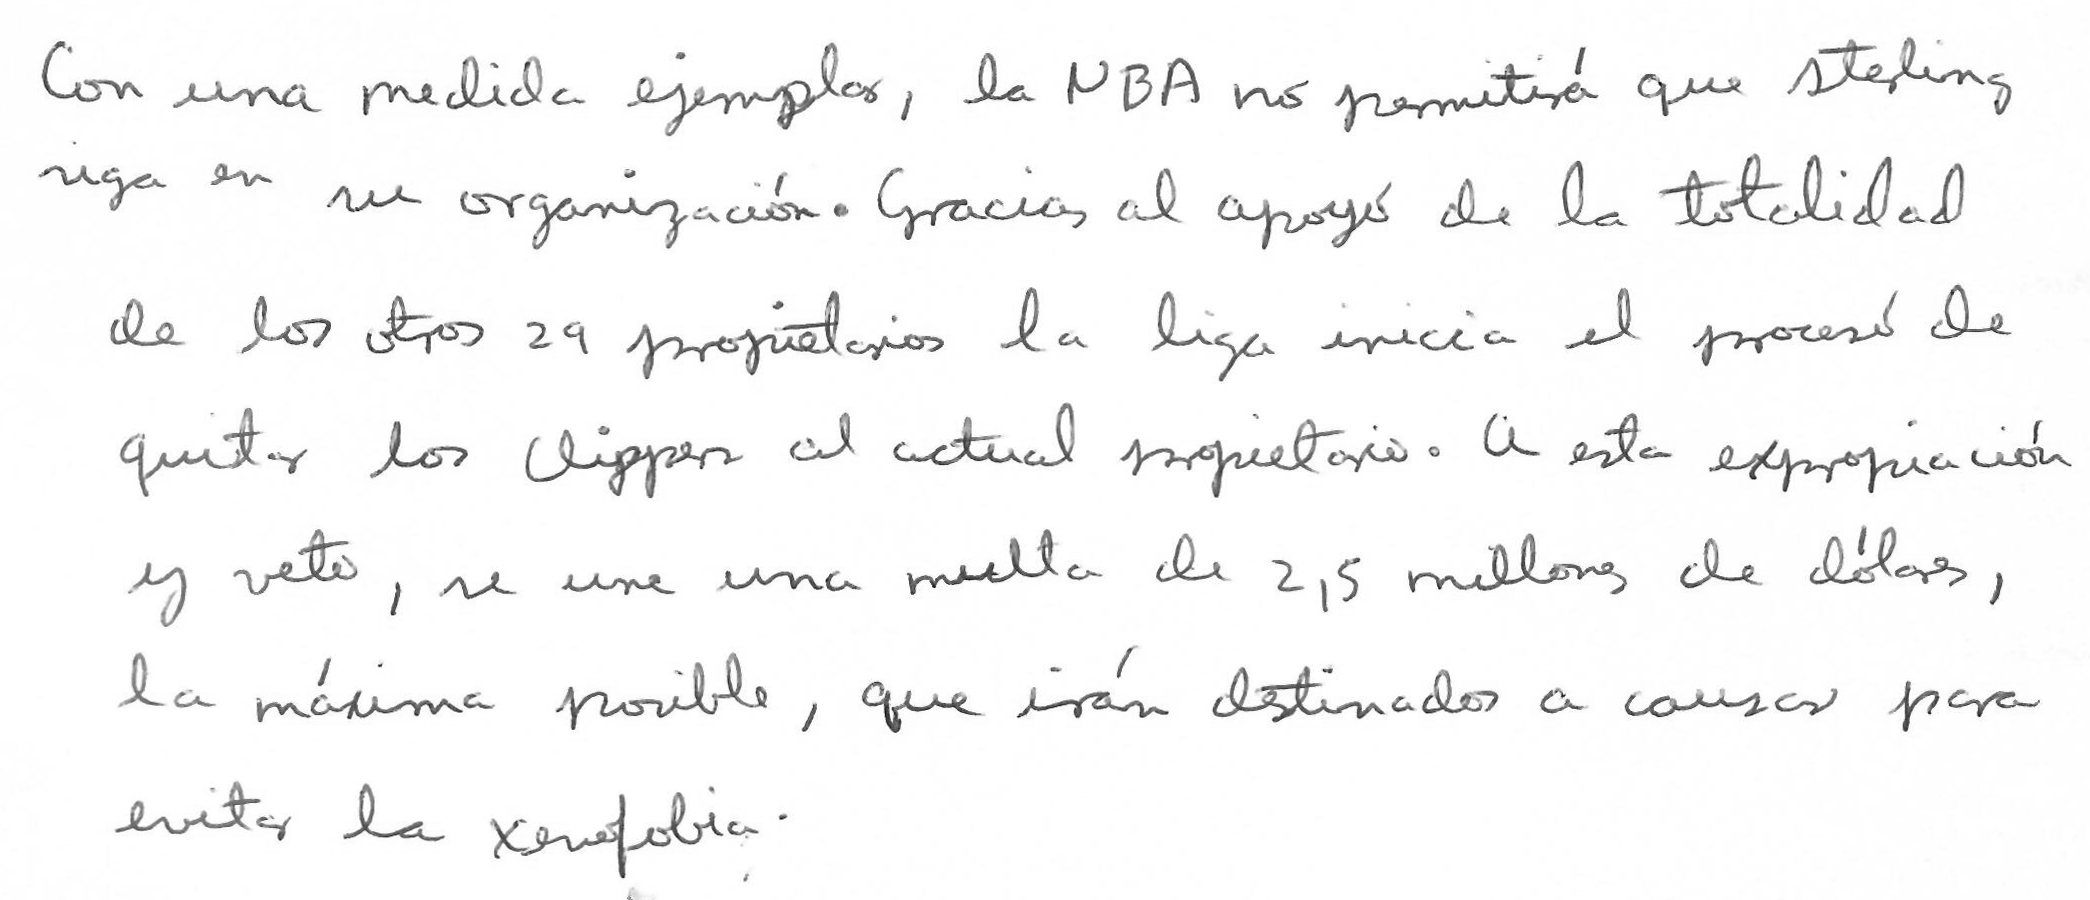 Con una medida ejemplar, la NBA no permitirá que Sterling
siga en su organización. Gracias al apoyo de la totalidad
de los otros 29 propietarios la liga inicia el proceso de
quitar los Clippers al actual propietario. A esta expropiación
y veto, se une una multa de 2,5 millones de dólares,
la máxima posible, que irán destinados a causas para
evitar la xenofobia.